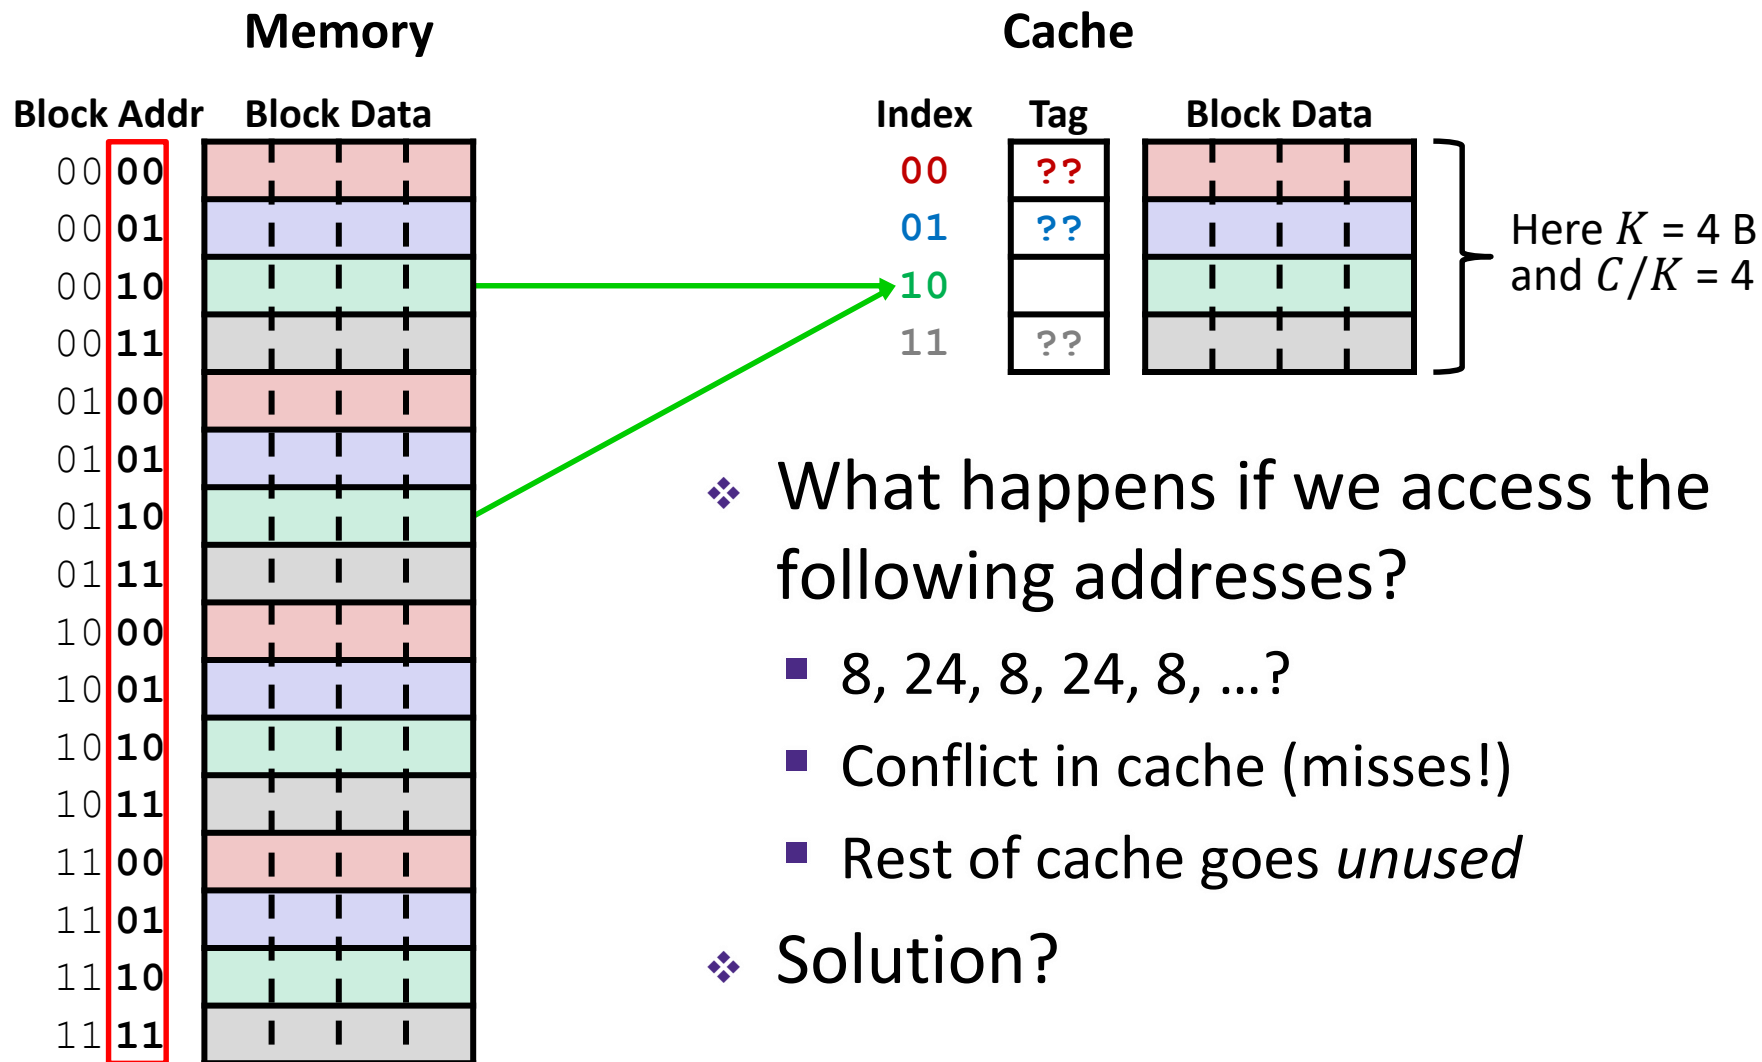 Memory
Cache
Block Addr Block Data
Index Tag Block Data
00 00
00 01
00 10
00 11
01 00
01 01
01 10
01 11
10 00
10 01
10 10
10 11
11 00
11 01
11 10
11 11
00 ??
01 ??
10
11 ??
Here K = 4 B
and C/K = 4
❖ What happens if we access the
following addresses?
▪ 8, 24, 8, 24, 8, …?
▪ Conflict in cache (misses!)
▪ Rest of cache goes unused
❖ Solution?